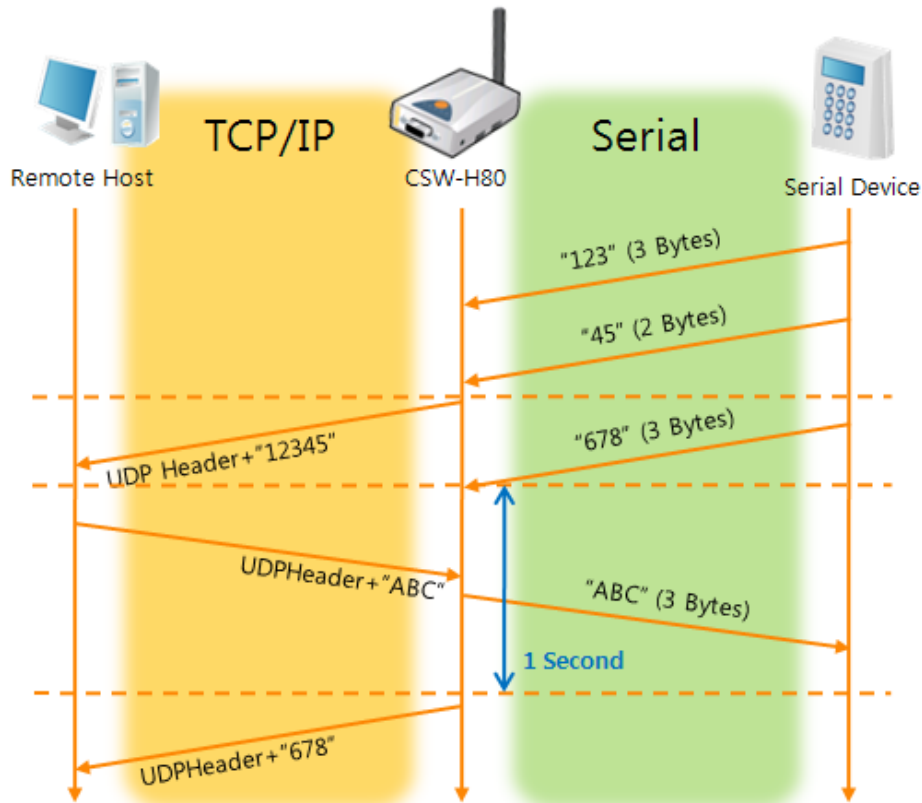 TCP/IP
Serial
Remote Host
CSW-H80
Serial Device
"123" (3 Bytes)
"45" (2 Bytes)
UDP Header+"12345"
"678" (3 Bytes)
UDPHeader+"ABC"
"ABC" (3 Bytes)
1 Second
UDPHeader+"678"